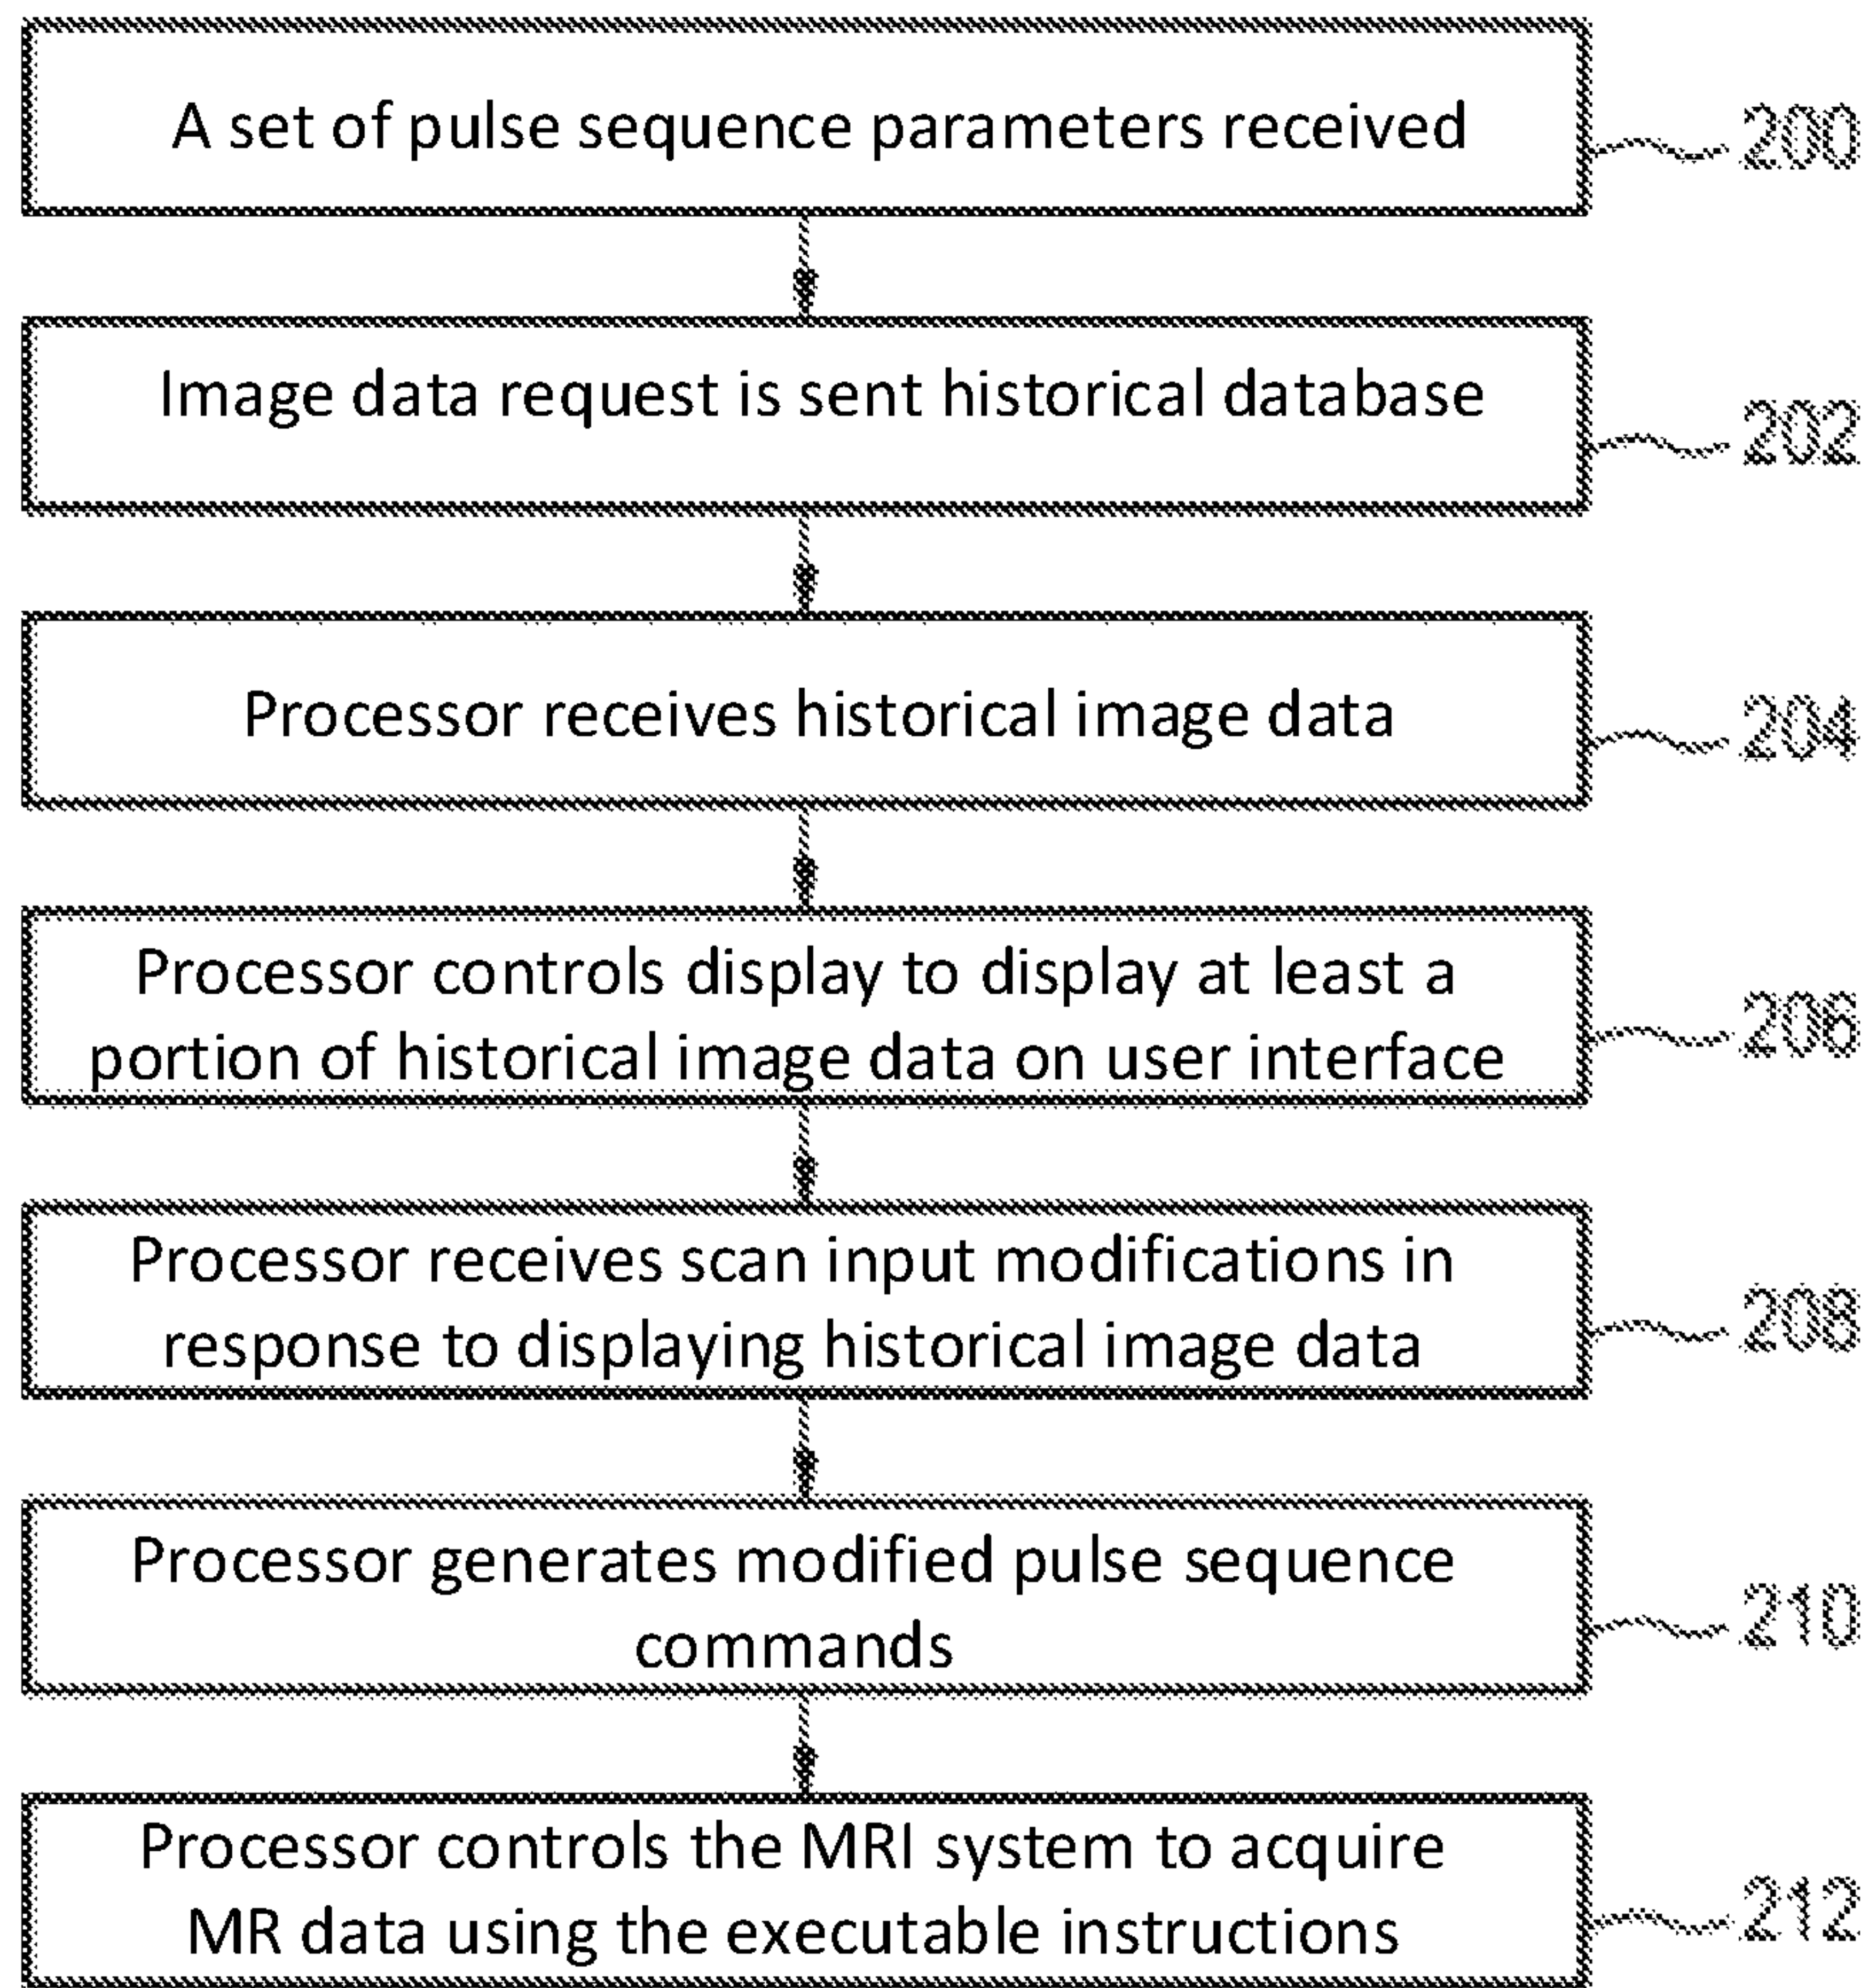 A set of pulse sequence parameters received
200
Image data request is sent historical database
202
Processor receives historical image data
204
Processor controls display to display at least a
portion of historical image data on user interface
206
Processor receives scan input modifications in
response to displaying historical image data
208
Processor generates modified pulse sequence
commands
210
Processor controls the MRI system to acquire
MR data using the executable instructions
212